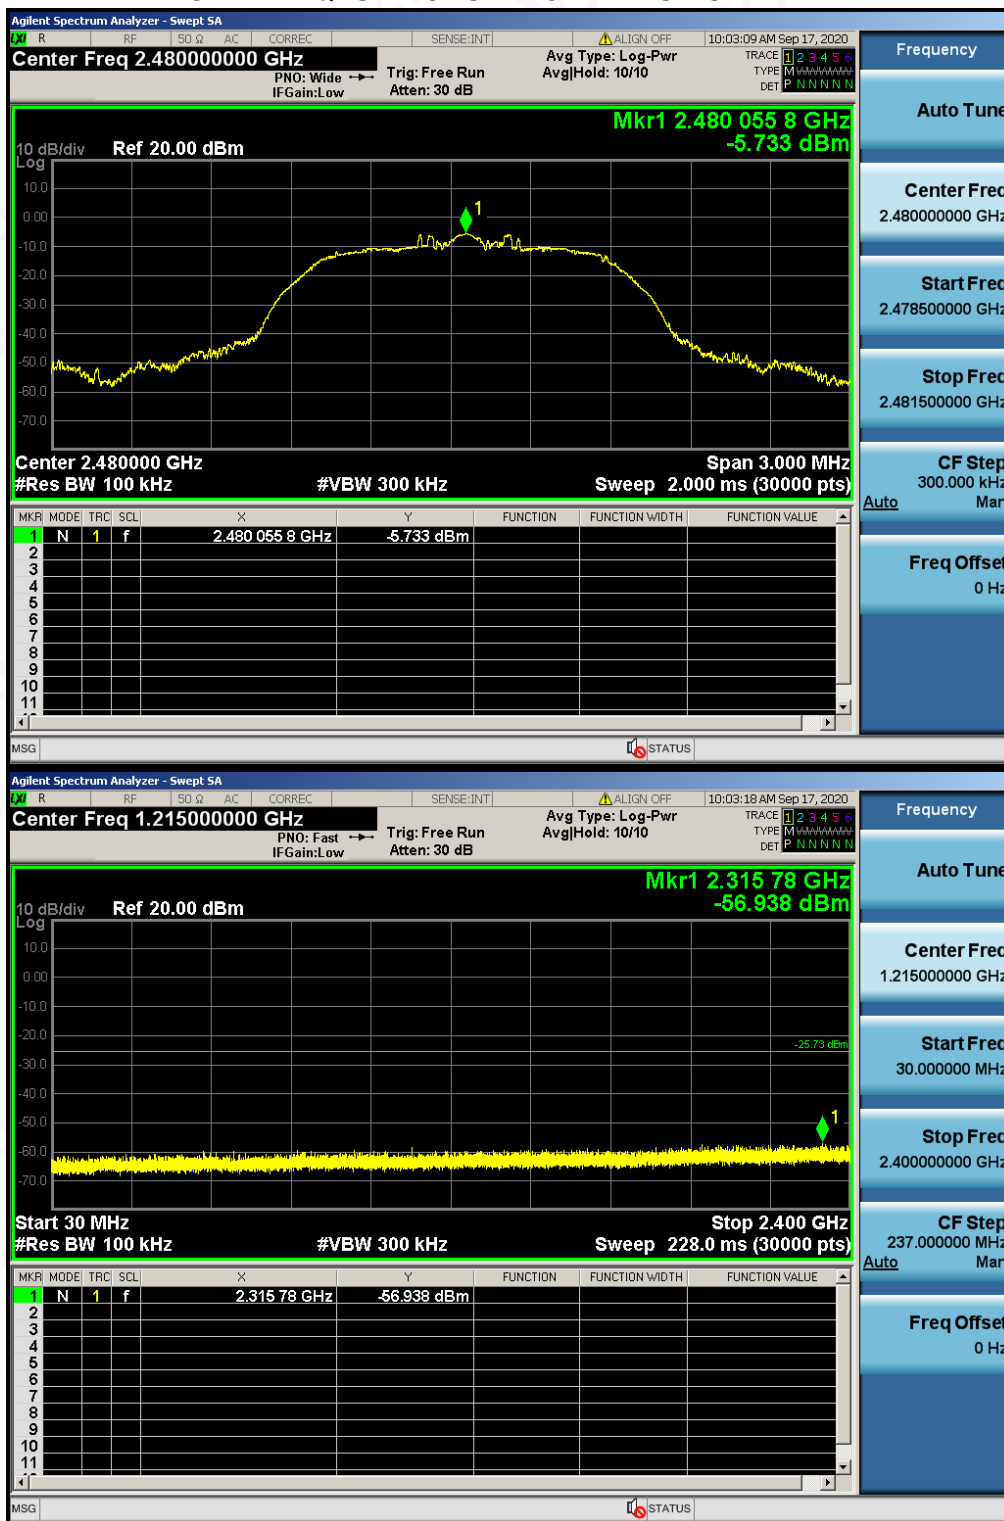 Agilent Spectrum Analyzer - Swept SA
LXI R RF 50 Ω AC CORREC SENSE:INT ALIGN OFF 10:03:09 AM Sep 17, 2020
Center Freq 2.480000000 GHz Avg Type: Log-Pwr TRACE 1 2 3 4 5 6
PNO: Wide Trig: Free Run Avg|Hold: 10/10 TYPE M WWWWW
IFGain:Low Atten: 30 dB DET P N N N N N
Mkr1 2.480 055 8 GHz
-5.733 dBm
10 dB/div Ref 20.00 dBm
Log
10.0
0.00
-10.0
-20.0
-30.0
-40.0
-50.0
-60.0
-70.0
1
Center 2.480000 GHz Span 3.000 MHz
#Res BW 100 kHz #VBW 300 kHz Sweep 2.000 ms (30000 pts)
MKR MODE TRC SCL X Y FUNCTION FUNCTION WIDTH FUNCTION VALUE
1 N 1 f 2.480 055 8 GHz -5.733 dBm
2
3
4
5
6
7
8
9
10
11
MSG STATUS
Frequency
Auto Tune
Center Freq
2.480000000 GHz
Start Freq
2.478500000 GHz
Stop Freq
2.481500000 GHz
CF Step
300.000 kHz
Auto Man
Freq Offset
0 Hz
Agilent Spectrum Analyzer - Swept SA
LXI R RF 50 Ω AC CORREC SENSE:INT ALIGN OFF 10:03:18 AM Sep 17, 2020
Center Freq 1.215000000 GHz Avg Type: Log-Pwr TRACE 1 2 3 4 5 6
PNO: Fast Trig: Free Run Avg|Hold: 10/10 TYPE M WWWWW
IFGain:Low Atten: 30 dB DET P N N N N N
Mkr1 2.315 78 GHz
-56.938 dBm
10 dB/div Ref 20.00 dBm
Log
10.0
0.00
-10.0
-20.0
-25.73 dBm
-30.0
-40.0
-50.0
-60.0
-70.0
1
Start 30 MHz Stop 2.400 GHz
#Res BW 100 kHz #VBW 300 kHz Sweep 228.0 ms (30000 pts)
MKR MODE TRC SCL X Y FUNCTION FUNCTION WIDTH FUNCTION VALUE
1 N 1 f 2.315 78 GHz -56.938 dBm
2
3
4
5
6
7
8
9
10
11
MSG STATUS
Frequency
Auto Tune
Center Freq
1.215000000 GHz
Start Freq
30.000000 MHz
Stop Freq
2.400000000 GHz
CF Step
237.000000 MHz
Auto Man
Freq Offset
0 Hz